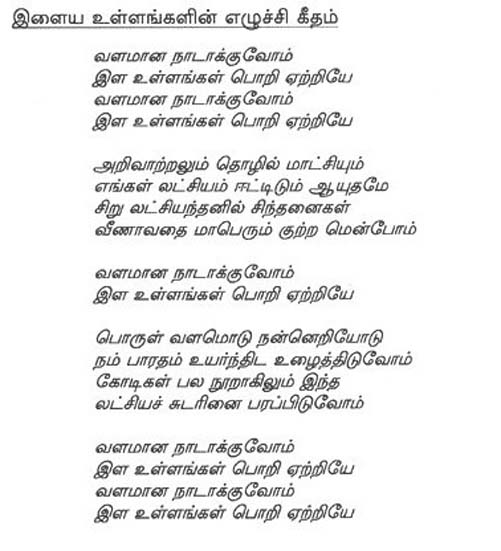 இளைய உள்ளங்களின் எழுச்சி கீதம்
வளமான நாடாக்குவோம்
இள உள்ளங்கள் பொறி ஏற்றியே
வளமான நாடாக்குவோம்
இள உள்ளங்கள் பொறி ஏற்றியே
அறிவாற்றலும் தொழில் மாட்சியும்
எங்கள் லட்சியம் ஈட்டிடும் ஆயுதமே
சிறு லட்சியந்தனில் சிந்தனைகள்
வீணாவதை மாபெரும் குற்ற மென்போம்
வளமான நாடாக்குவோம்
இள உள்ளங்கள் பொறி ஏற்றியே
பொருள் வளமொடு நன்னெறியோடு
நம் பாரதம் உயர்ந்திட உழைத்திடுவோம்
கோடிகள் பல நூறாகிலும் இந்த
லட்சியச் சுடரினை பரப்பிடுவோம்
வளமான நாடாக்குவோம்
இள உள்ளங்கள் பொறி ஏற்றியே
வளமான நாடாக்குவோம்
இள உள்ளங்கள் பொறி ஏற்றியே